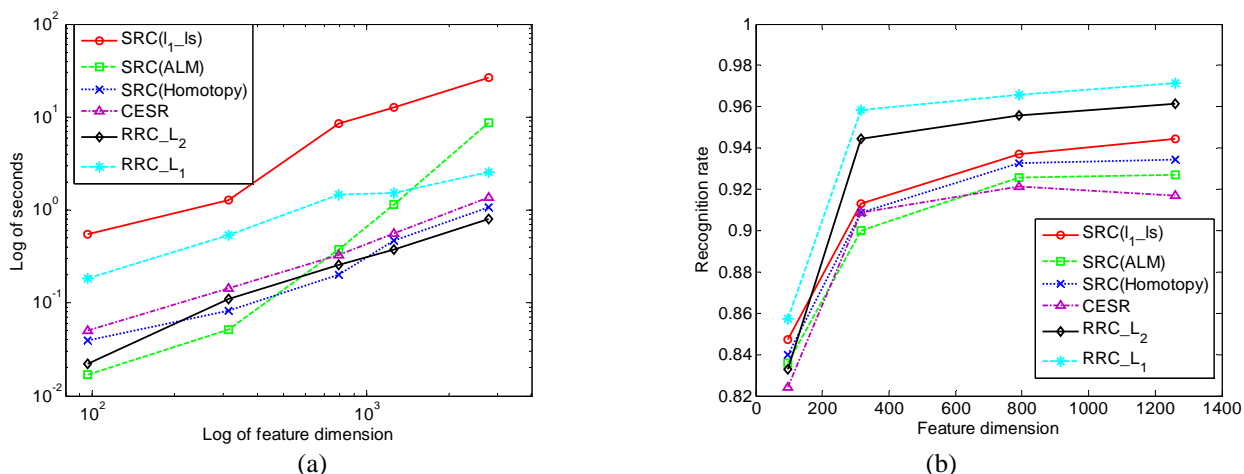 10^2
10^1
10^0
10^-1
10^-2
Log of seconds
SRC(l_1_ls)
SRC(ALM)
SRC(Homotopy)
CESR
RRC_L_2
RRC_L_1
10^2
10^3
Log of feature dimension
(a)
1
0.98
0.96
0.94
0.92
0.9
0.88
0.86
0.84
0.82
Recognition rate
SRC(l_1_ls)
SRC(ALM)
SRC(Homotopy)
CESR
RRC_L_2
RRC_L_1
0 200 400 600 800 1000 1200 1400
Feature dimension
(b)